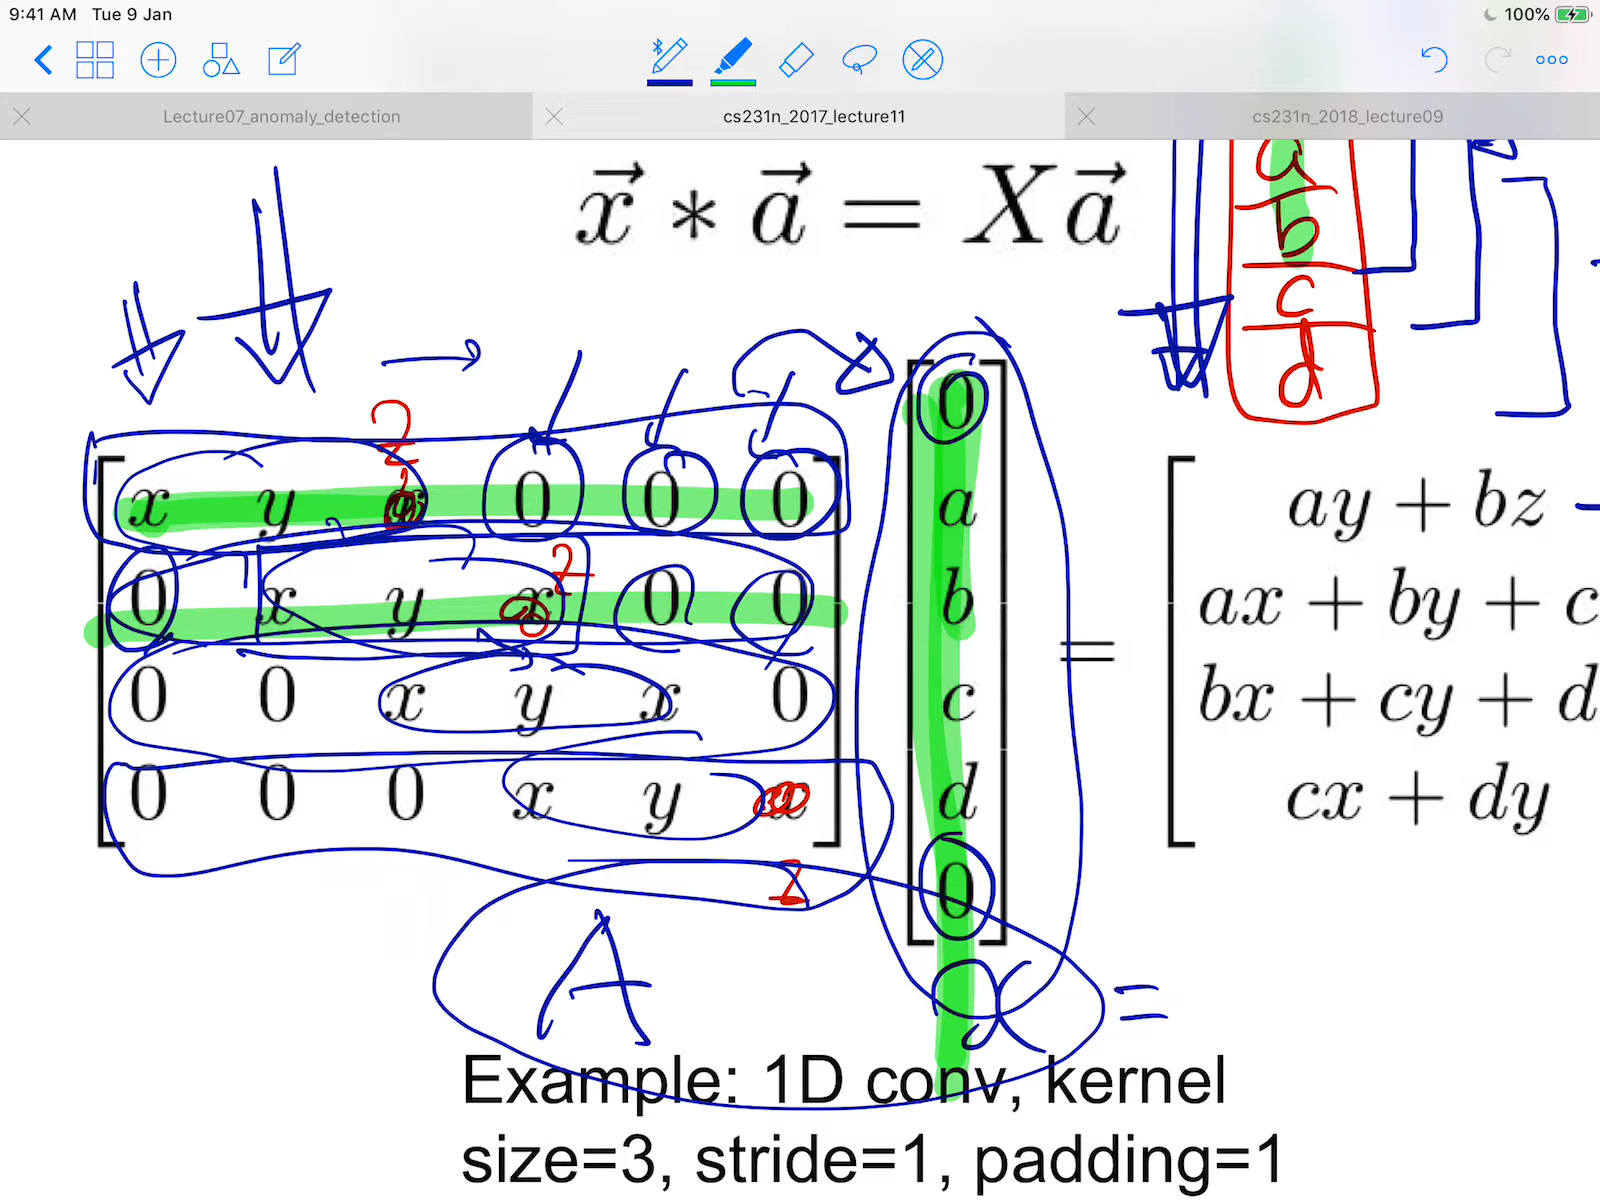 9:41 AM Tue 9 Jan 100%
Lecture07_anomaly_detection cs231n_2017_lecture11 cs231n_2018_lecture09
x⃗ ∗ a⃗ = Xa⃗
a
b
c
d
2
x y 0 0 0
0 x y x 0 0
z
0 0 x y x 0
0 0 0 x y
0
a
b
c
d
0
=
ay + bz
ax + by + c
bx + cy + d
cx + dy
A x =
Example: 1D conv, kernel
size=3, stride=1, padding=1